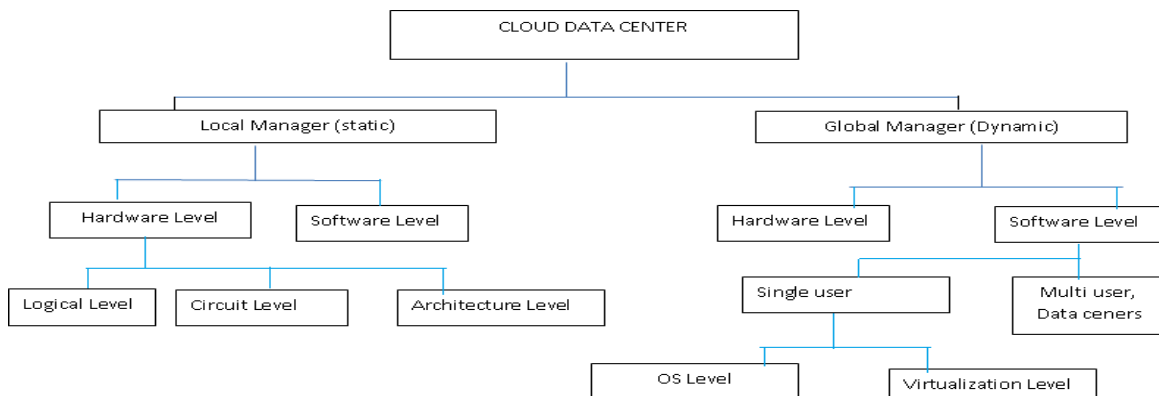 CLOUD DATA CENTER
Local Manager (static)
Global Manager (Dynamic)
Hardware Level
Software Level
Hardware Level
Software Level
Logical Level
Circuit Level
Architecture Level
Single user
Multi user,
Data ceners
OS Level
Virtualization Level